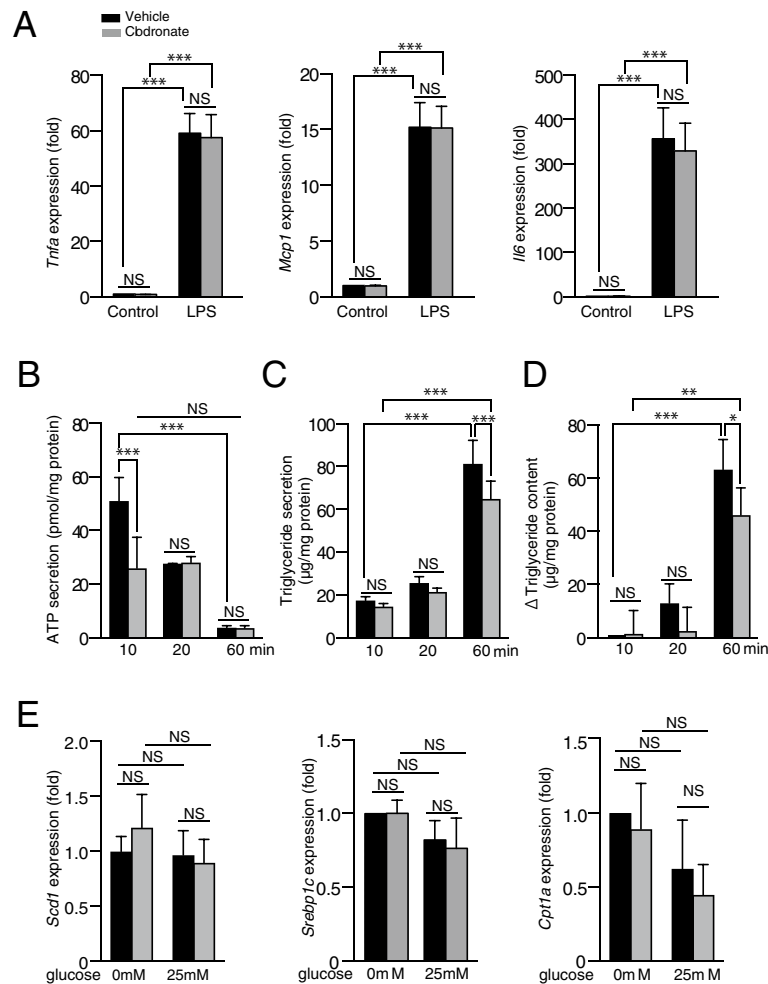 A
Vehicle
Cbdronate
Tnfa expression (fold)
80
60
40
20
0
***
***
NS
NS
Control
LPS
Mcp1 expression (fold)
20
15
10
5
0
***
***
NS
NS
Control
LPS
Il6 expression (fold)
500
400
300
200
100
0
***
***
NS
NS
Control
LPS
B
ATP secretion (pmol/mg protein)
80
60
40
20
0
NS
***
***
NS
NS
10
20
60 min
C
Triglyceride secretion
(µg/mg protein)
100
80
60
40
20
0
***
***
***
NS
NS
10
20
60 min
D
Δ Triglyceride content
(µg/mg protein)
80
60
40
20
0
**
***
*
NS
NS
10
20
60 min
E
Scd1 expression (fold)
2.0
1.5
1.0
0.5
0
NS
NS
NS
NS
glucose 0mM 25mM
Srebp1c expression (fold)
1.5
1.0
0.5
0
NS
NS
NS
NS
glucose 0m M 25mM
Cpt1a expression (fold)
1.5
1.0
0.5
0
NS
NS
NS
NS
glucose 0m M 25m M